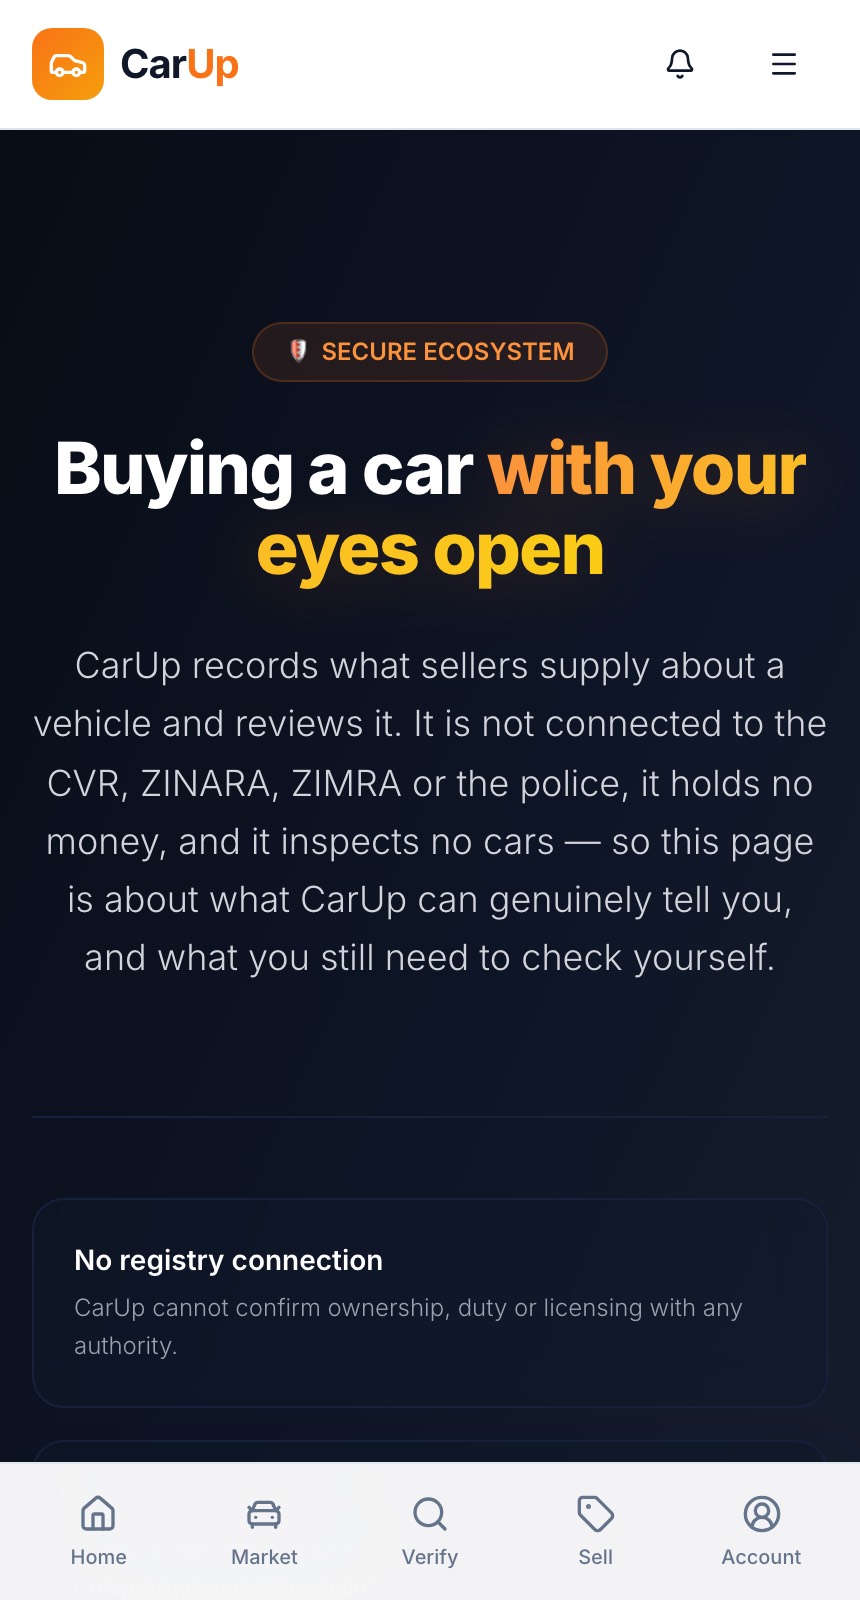 CarUp
SECURE ECOSYSTEM
Buying a car with your
eyes open
CarUp records what sellers supply about a
vehicle and reviews it. It is not connected to the
CVR, ZINARA, ZIMRA or the police, it holds no
money, and it inspects no cars — so this page
is about what CarUp can genuinely tell you,
and what you still need to check yourself.
No registry connection
CarUp cannot confirm ownership, duty or licensing with any
authority.
Home
Market
Verify
Sell
Account